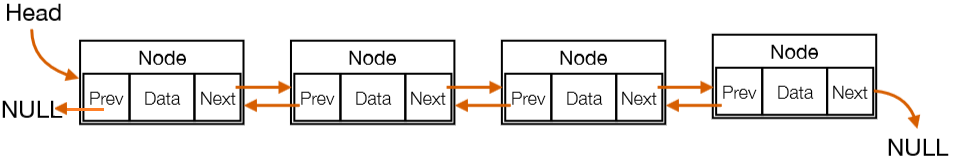 Head
Node Node Node Node
Prev Data Next Prev Data Next Prev Data Next Prev Data Next
NULL
NULL